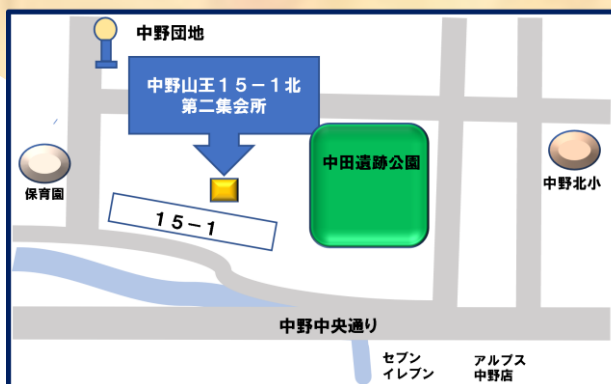 中野団地
中野山王15-1北
第二集会所
中田遺跡公園
保育園
中野北小
15-1
中野中央通り
セブン
イレブン
アルプス
中野店